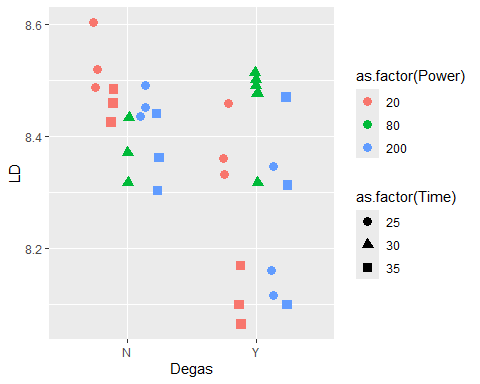 8.6
8.4
8.2
LD
N
Y
Degas
as.factor(Power)
20
80
200
as.factor(Time)
25
30
35